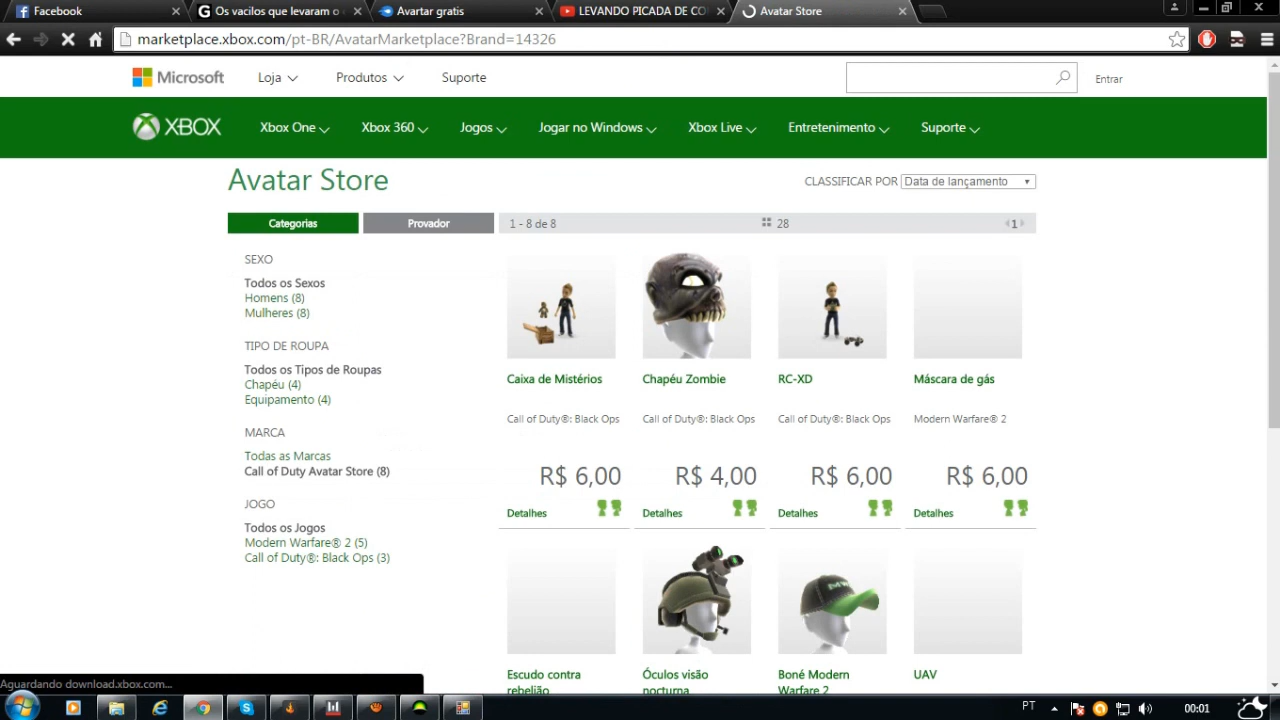 Facebook
Os vacilos que levaram o
Avartar gratis
LEVANDO PICADA DE CO
Avatar Store
marketplace.xbox.com/pt-BR/AvatarMarketplace?Brand=14326
Microsoft
Loja
Produtos
Suporte
Entrar
XBOX
Xbox One
Xbox 360
Jogos
Jogar no Windows
Xbox Live
Entretenimento
Suporte
Avatar Store
CLASSIFICAR POR
Data de lançamento
Categorias
Provador
1 - 8 de 8
28
1
SEXO
Todos os Sexos
Homens (8)
Mulheres (8)
TIPO DE ROUPA
Todos os Tipos de Roupas
Chapéu (4)
Equipamento (4)
MARCA
Todas as Marcas
Call of Duty Avatar Store (8)
JOGO
Todos os Jogos
Modern Warfare® 2 (5)
Call of Duty®: Black Ops (3)
Caixa de Mistérios
Chapéu Zombie
RC-XD
Máscara de gás
Call of Duty®: Black Ops
Call of Duty®: Black Ops
Call of Duty®: Black Ops
Modern Warfare® 2
R$ 6,00
R$ 4,00
R$ 6,00
R$ 6,00
Detalhes
Detalhes
Detalhes
Detalhes
Escudo contra
rebelião
Óculos visão
noturna
Boné Modern
Warfare 2
UAV
Aguardando download.xbox.com...
PT
00:01